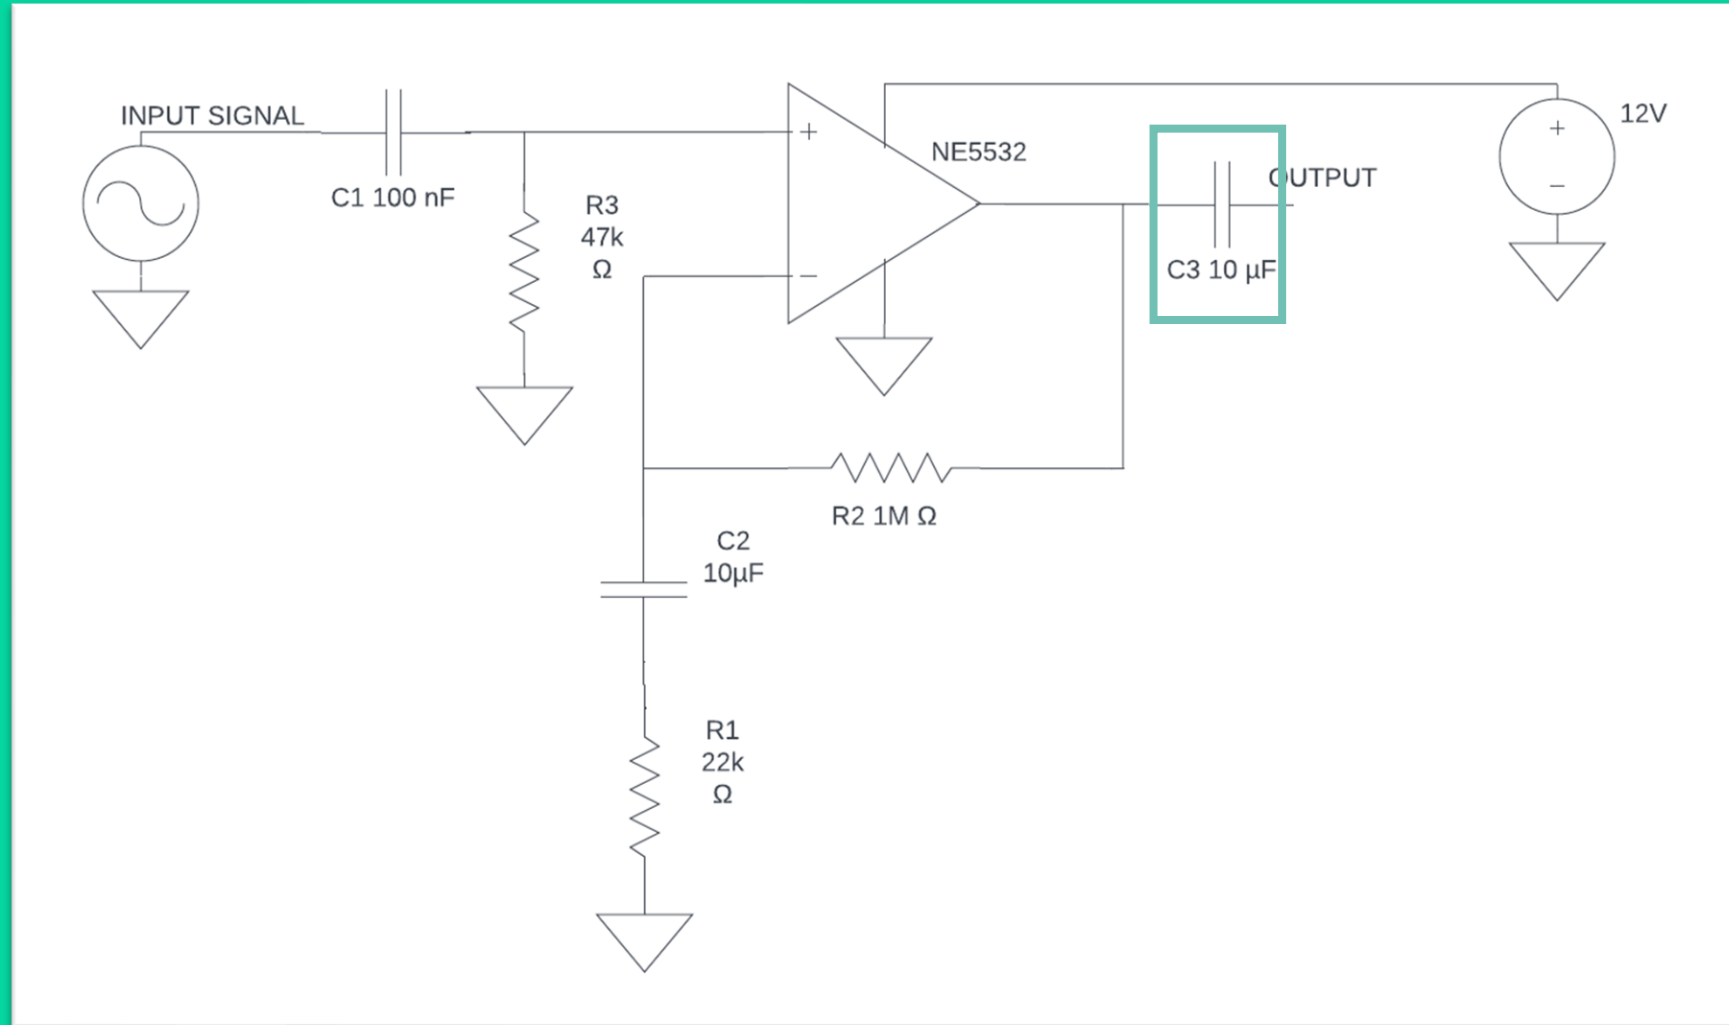 INPUT SIGNAL
C1 100 nF
R3
47k
Ω
+
−
NE5532
OUTPUT
C3 10 µF
12V
+
−
R2 1M Ω
C2
10µF
R1
22k
Ω